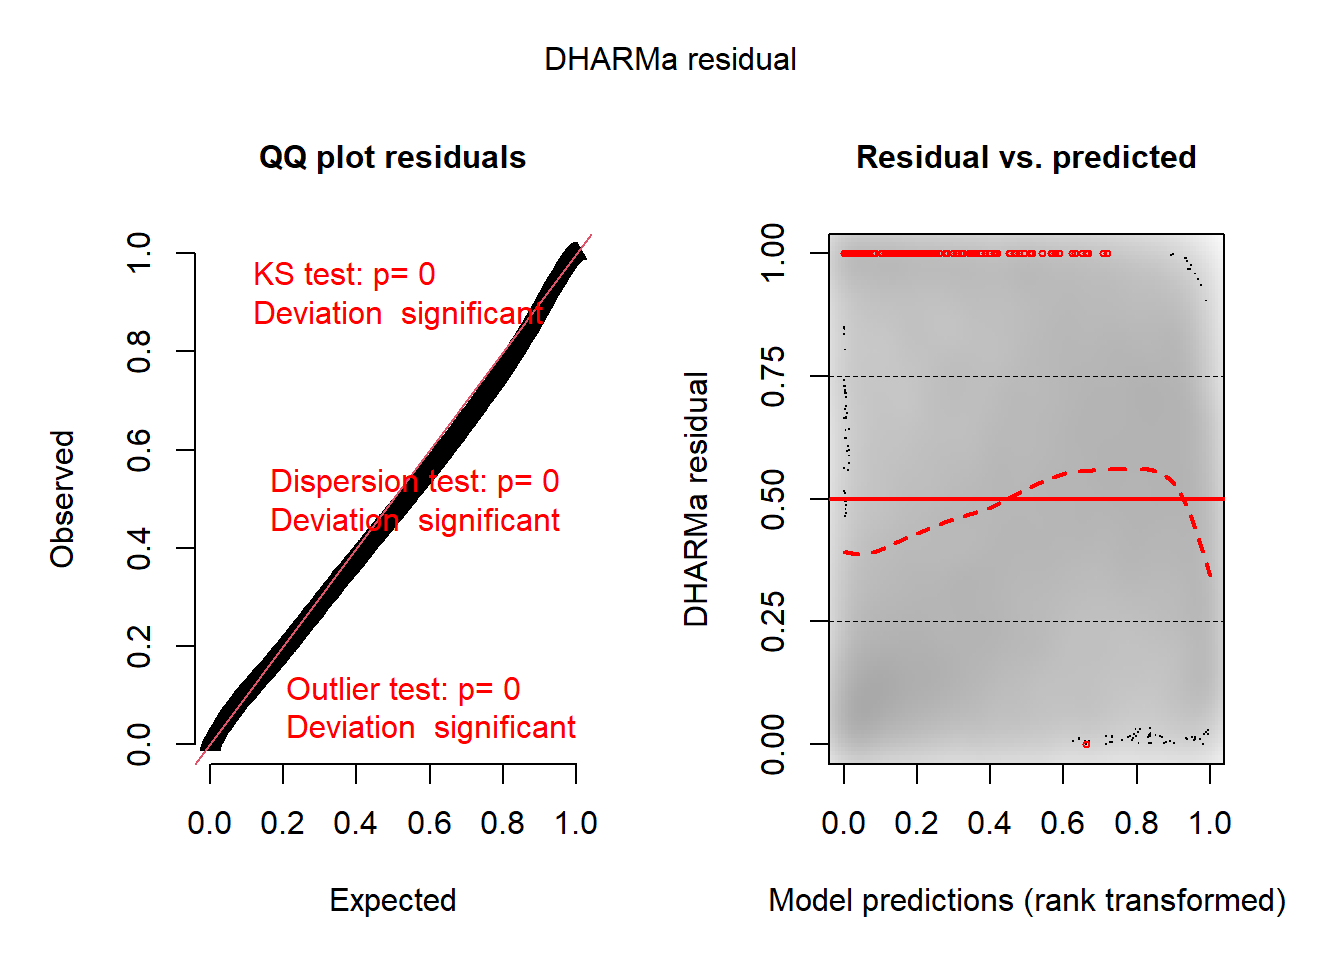 DHARMa residual
QQ plot residuals
KS test: p= 0
Deviation  significant
Dispersion test: p= 0
Deviation  significant
Outlier test: p= 0
Deviation  significant
Observed
0.0 0.2 0.4 0.6 0.8 1.0
0.0 0.2 0.4 0.6 0.8 1.0
Expected
Residual vs. predicted
DHARMa residual
0.00 0.25 0.50 0.75 1.00
0.0 0.2 0.4 0.6 0.8 1.0
Model predictions (rank transformed)